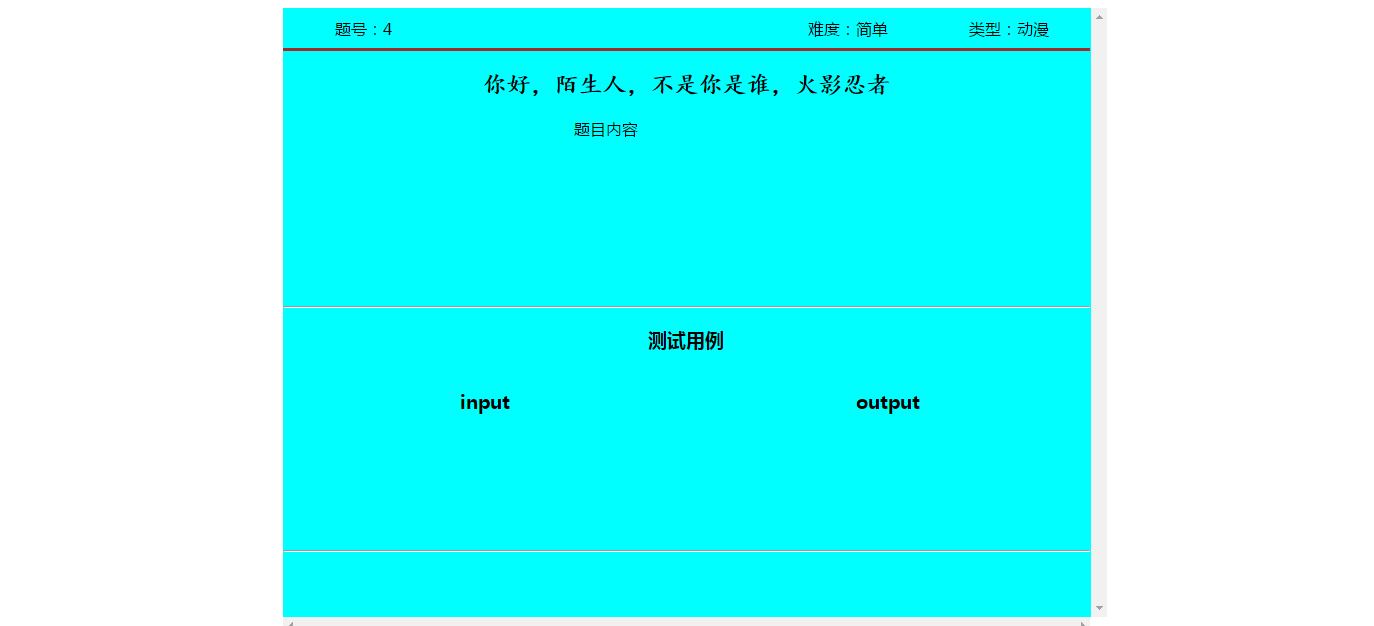 题号：4 难度：简单 类型：动漫
你好，陌生人，不是你是谁，火影忍者
题目内容
测试用例
input output